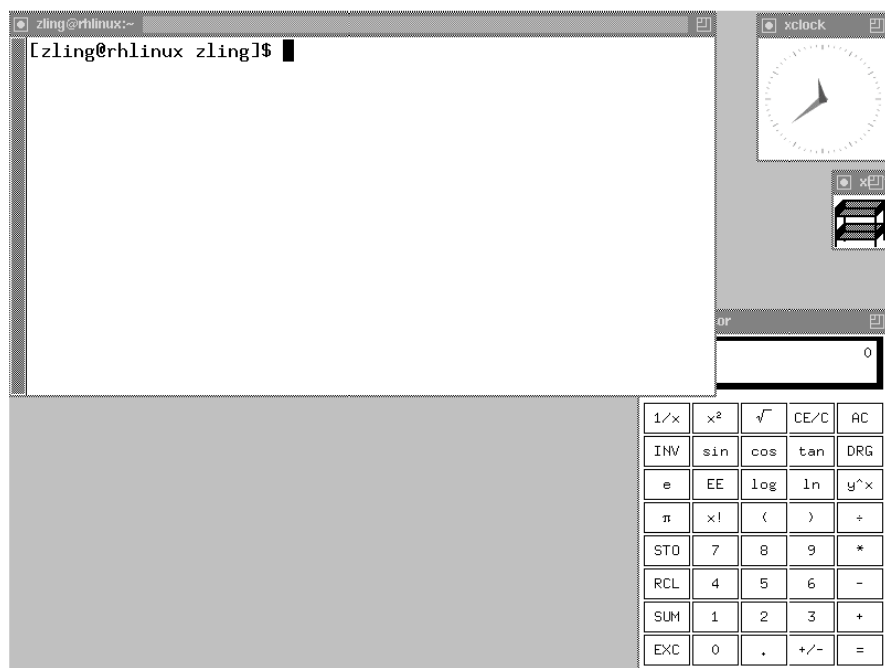 zling@rhlinux:~
[zling@rhlinux zling]$
xclock
or
0
1/x x² √ CE/C AC
INV sin cos tan DRG
e EE log ln y^x
π x! ( ) ÷
STO 7 8 9 *
RCL 4 5 6 -
SUM 1 2 3 +
EXC 0 . +/- =